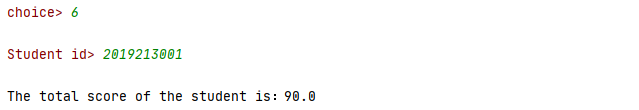 choice> 6
Student id> 2019213001
The total score of the student is: 90.0